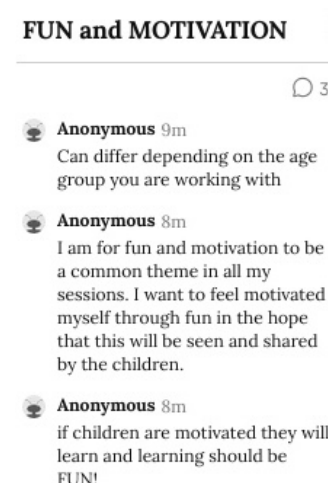 FUN and MOTIVATION
3
Anonymous 9m
Can differ depending on the age
group you are working with
Anonymous 8m
I am for fun and motivation to be
a common theme in all my
sessions. I want to feel motivated
myself through fun in the hope
that this will be seen and shared
by the children.
Anonymous 8m
if children are motivated they will
learn and learning should be
FUN!